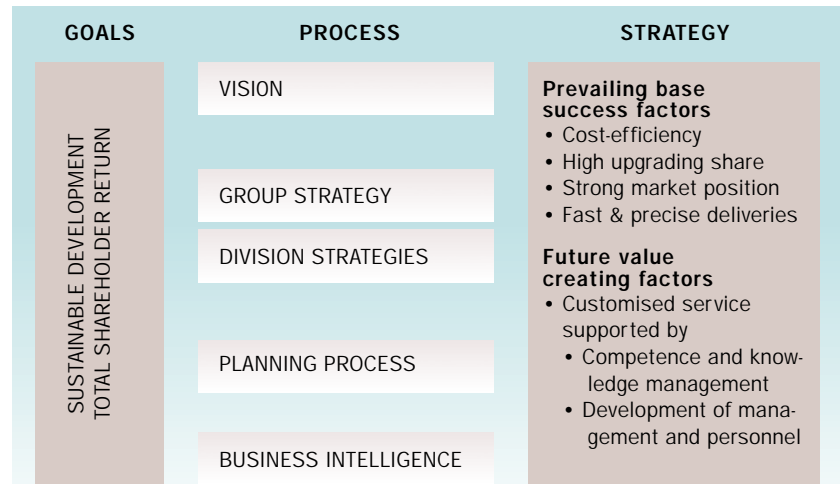 GOALS
PROCESS
STRATEGY
SUSTAINABLE DEVELOPMENT
TOTAL SHAREHOLDER RETURN
VISION
GROUP STRATEGY
DIVISION STRATEGIES
PLANNING PROCESS
BUSINESS INTELLIGENCE
Prevailing base
success factors
• Cost-efficiency
• High upgrading share
• Strong market position
• Fast & precise deliveries
Future value
creating factors
• Customised service
supported by
• Competence and know-
ledge management
• Development of mana-
gement and personnel